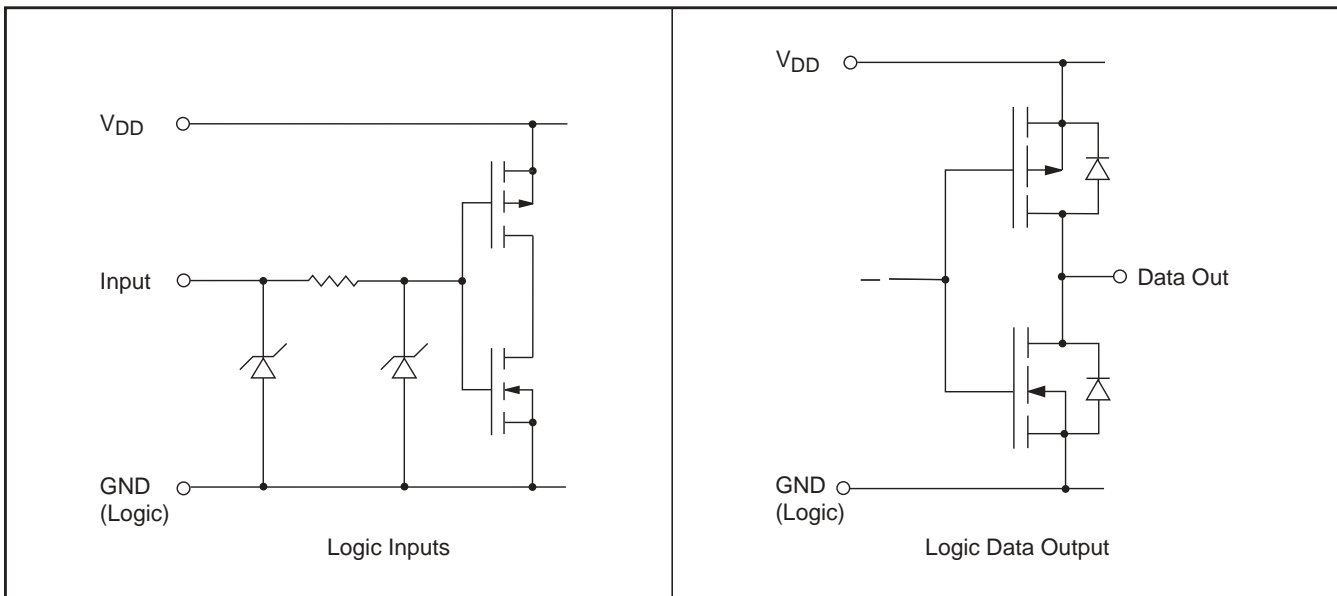 VDD
Input
GND
(Logic)
Logic Inputs
VDD
Data Out
GND
(Logic)
Logic Data Output